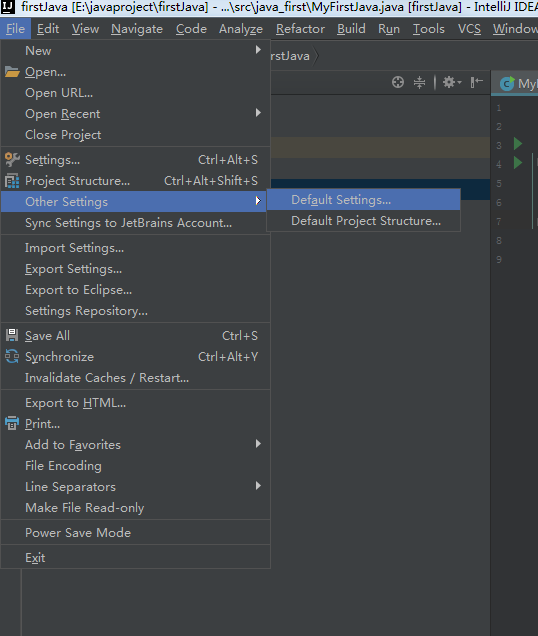 firstJava [E:\javaproject\firstJava] - ...\src\java_first\MyFirstJava.java [firstJava] - IntelliJ IDEA
File Edit View Navigate Code Analyze Refactor Build Run Tools VCS Window
New
rstJava
Open...
My
Open URL...
1
Open Recent
2
Close Project
3
Settings... Ctrl+Alt+S
4
Project Structure... Ctrl+Alt+Shift+S
5
Other Settings
Default Settings...
6
Sync Settings to JetBrains Account...
Default Project Structure...
7
Import Settings...
8
Export Settings...
9
Export to Eclipse...
Settings Repository...
Save All Ctrl+S
Synchronize Ctrl+Alt+Y
Invalidate Caches / Restart...
Export to HTML...
Print...
Add to Favorites
File Encoding
Line Separators
Make File Read-only
Power Save Mode
Exit